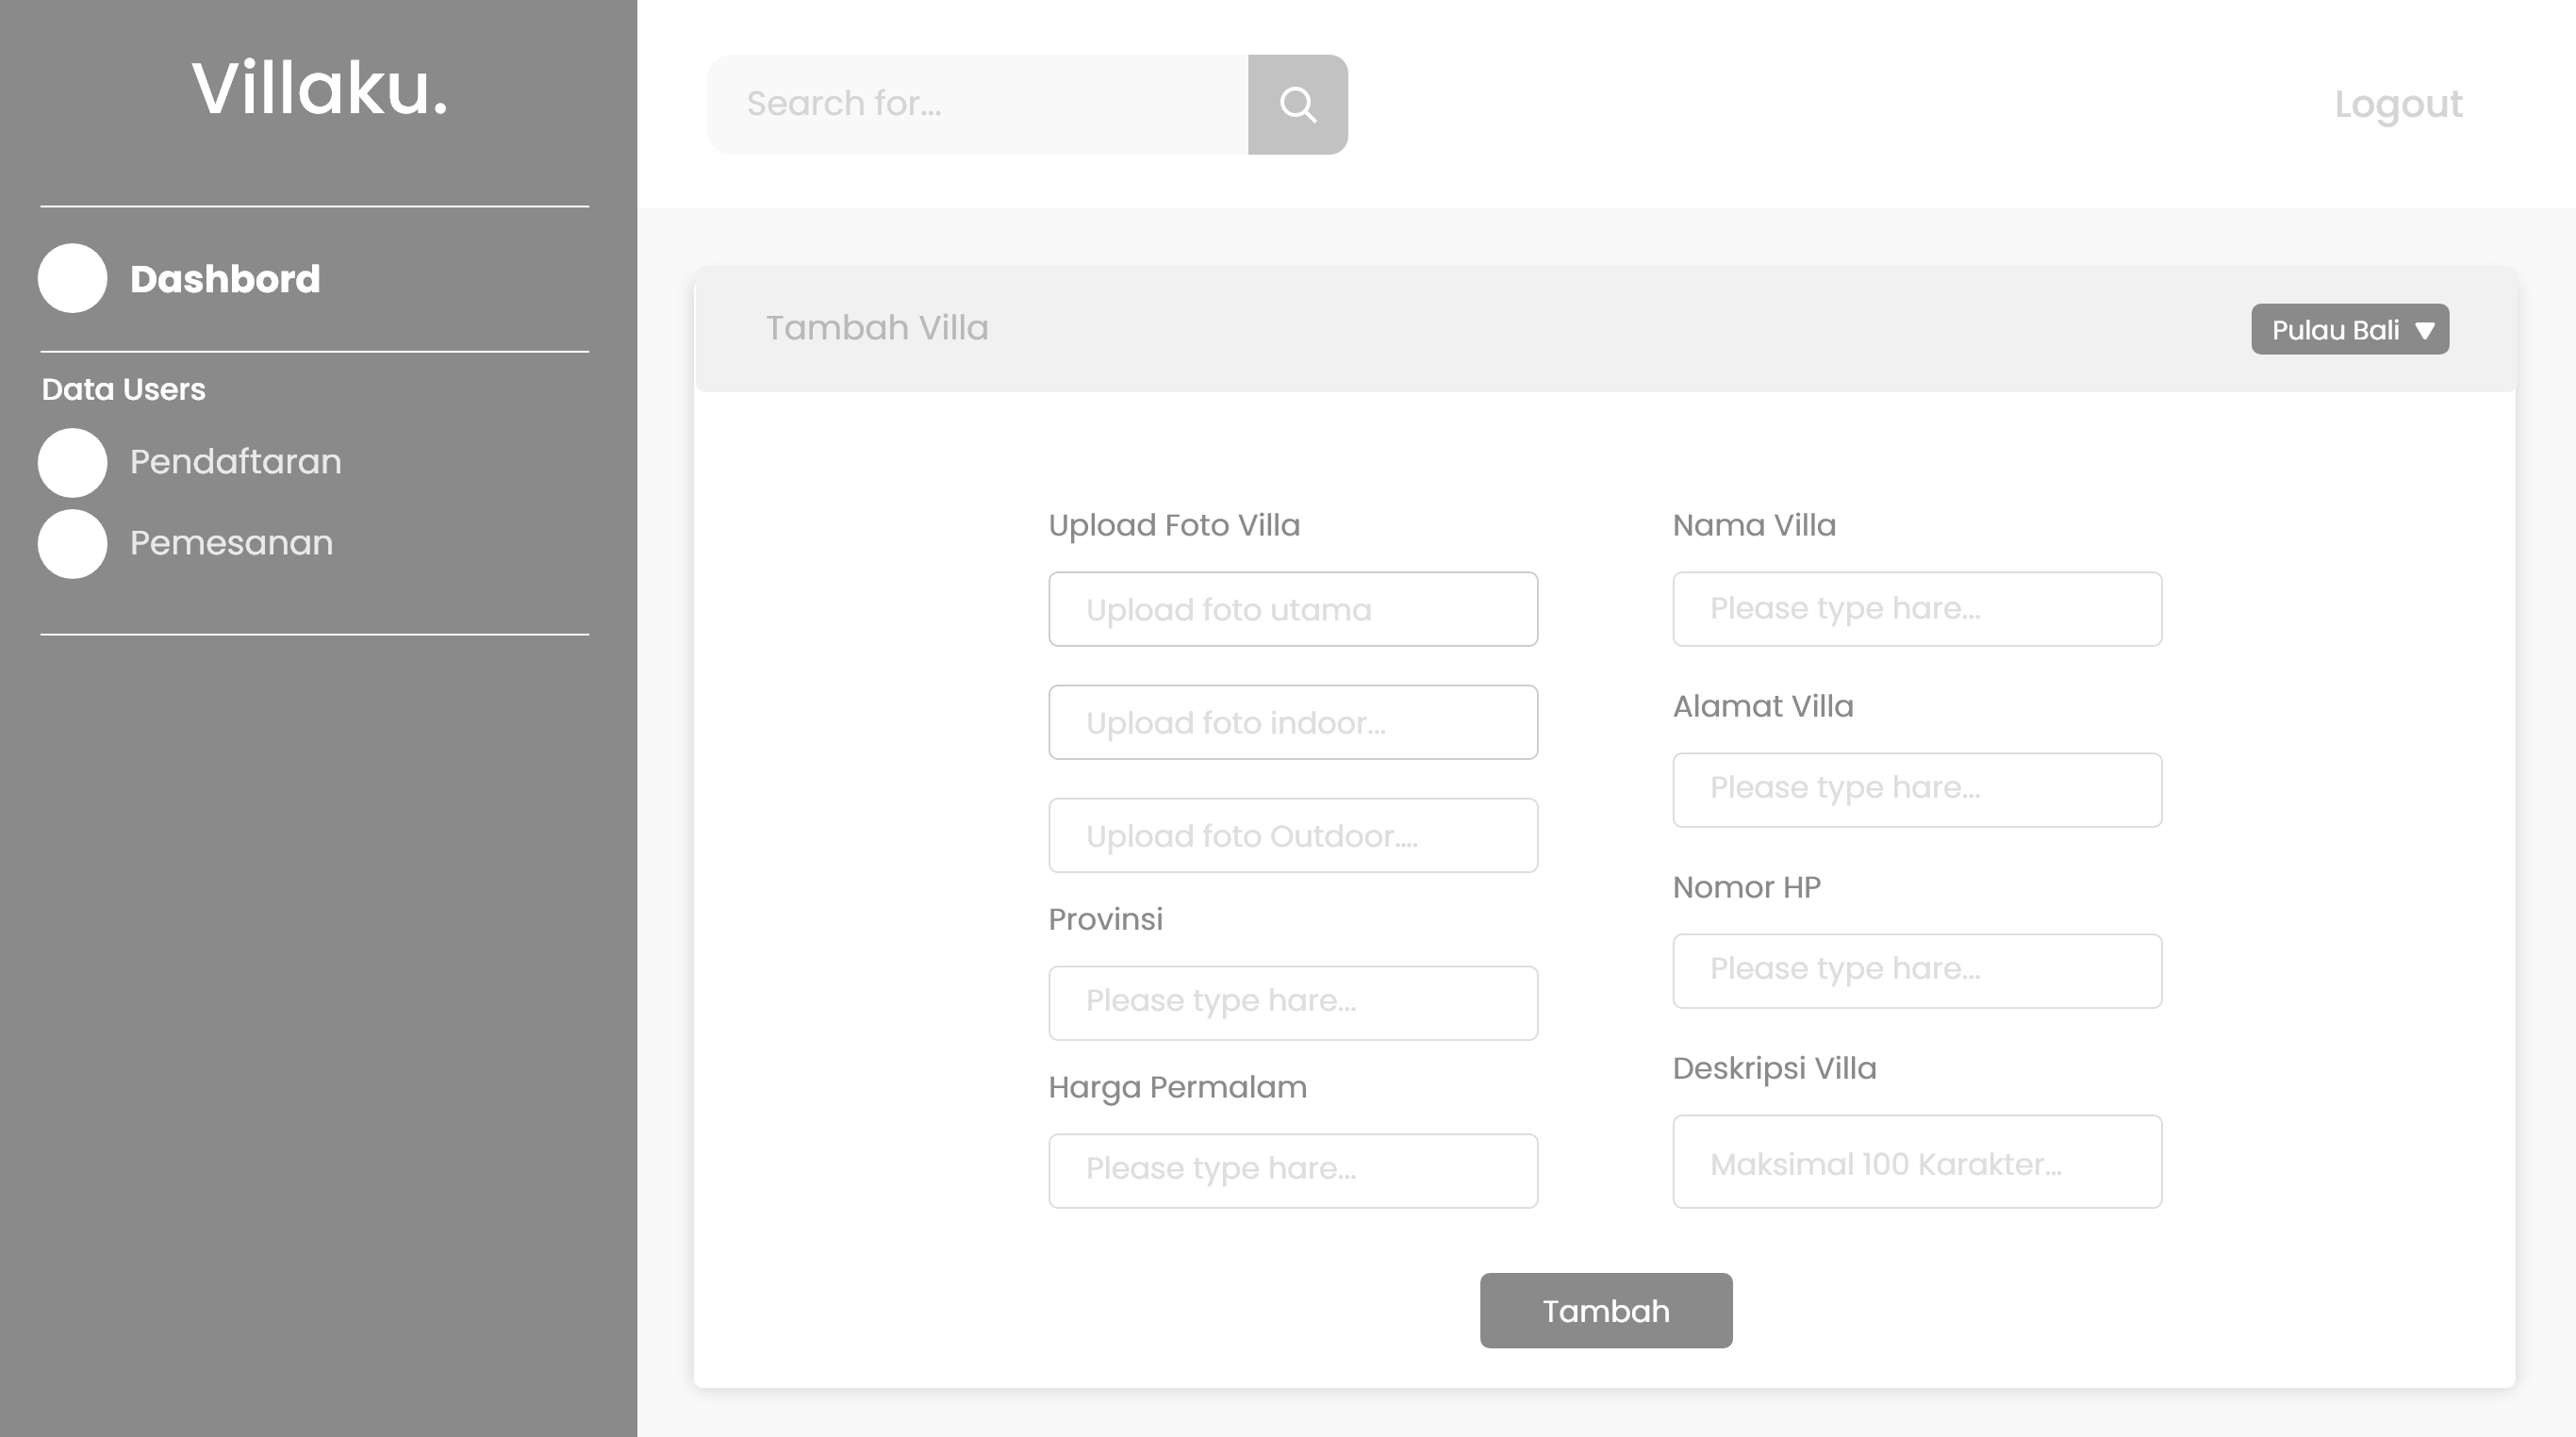 Villaku.
Dashbord
Data Users
Pendaftaran
Pemesanan
Search for...
Logout
Tambah Villa
Pulau Bali
Upload Foto Villa
Upload foto utama
Upload foto indoor...
Upload foto Outdoor....
Provinsi
Please type hare...
Harga Permalam
Please type hare...
Nama Villa
Please type hare...
Alamat Villa
Please type hare...
Nomor HP
Please type hare...
Deskripsi Villa
Maksimal 100 Karakter...
Tambah